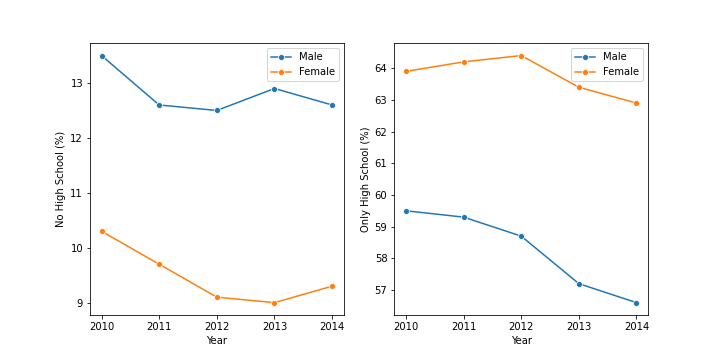 No High School (%)
13
12
11
10
9
2010 2011 2012 2013 2014
Year
Male
Female
Only High School (%)
64
63
62
61
60
59
58
57
2010 2011 2012 2013 2014
Year
Male
Female